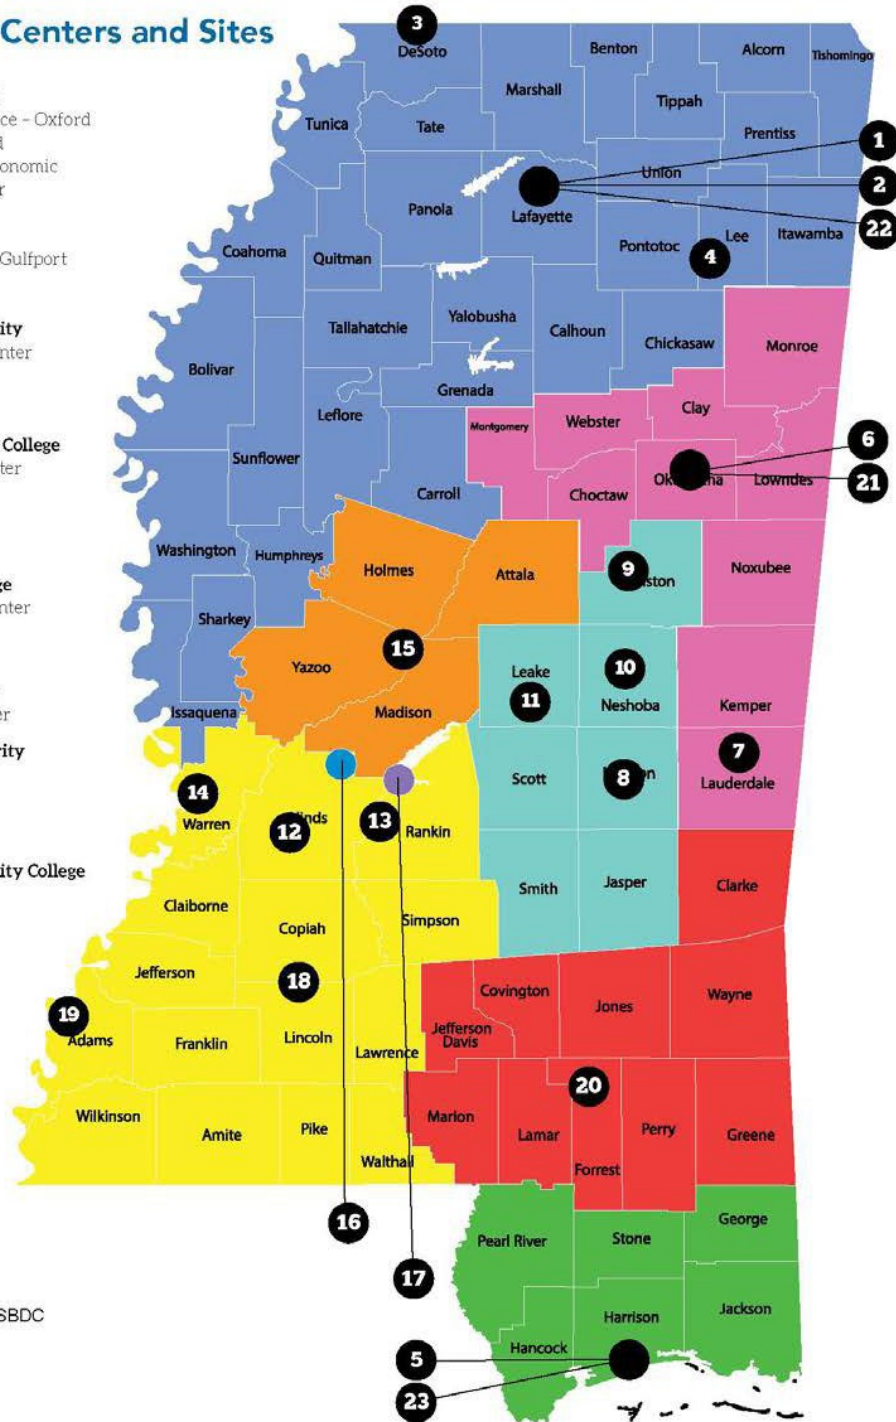 Centers and Sites
3
DeSoto
Benton
Alcorn
Tishomingo
Marshall
Tippah
ce - Oxford
Tunica
Tate
Prentiss
1
onomic
Union
2
r
Panola
Lafayette
22
Coahoma
Quitman
Pontotoc
Lee
Itawamba
Gulfport
4
ity
Tallahatchie
Yalobusha
Calhoun
Chickasaw
Monroe
nter
Bolivar
Grenada
Leflore
Montgomery
Webster
Clay
College
6
ter
Sunflower
Carroll
Choctaw
Ok
ha
Lowndes
21
Washington
Humphreys
Holmes
Attala
9
ston
Noxubee
ge
nter
Sharkey
15
Yazoo
Leake
10
er
Issaquena
Madison
11
Neshoba
Kemper
rity
7
14
16
Scott
8
n
Lauderdale
Warren
12
nds
13
Rankin
ity College
Smith
Jasper
Clarke
Claiborne
Copiah
Simpson
Jefferson
18
Covington
Jones
Wayne
19
Adams
Franklin
Lincoln
Lawrence
Jefferson
Davis
20
Wilkinson
Amite
Pike
Walthall
Marion
Lamar
Forrest
Perry
Greene
16
Pearl River
Stone
George
17
SBDC
Hancock
Harrison
Jackson
5
23